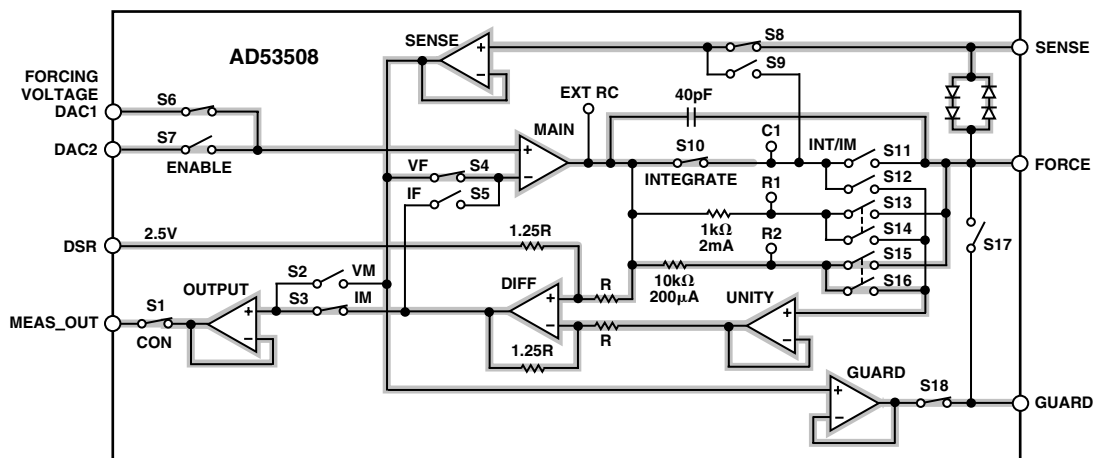 AD53508
SENSE
S8
SENSE
S9
FORCING
VOLTAGE
DAC1
S6
EXT RC
40pF
MAIN
C1
INT/IM
DAC2
S7
ENABLE
VF
S4
S10
INTEGRATE
S11
FORCE
IF
S5
S12
R1
S13
1kΩ
2mA
S14
DSR
2.5V
1.25R
R2
S15
S17
S2
VM
10kΩ
200µA
S16
OUTPUT
S3
IM
DIFF
R
UNITY
MEAS_OUT
S1
CON
R
1.25R
GUARD
S18
GUARD
+
−
+
−
+
−
+
−
+
−
+
−